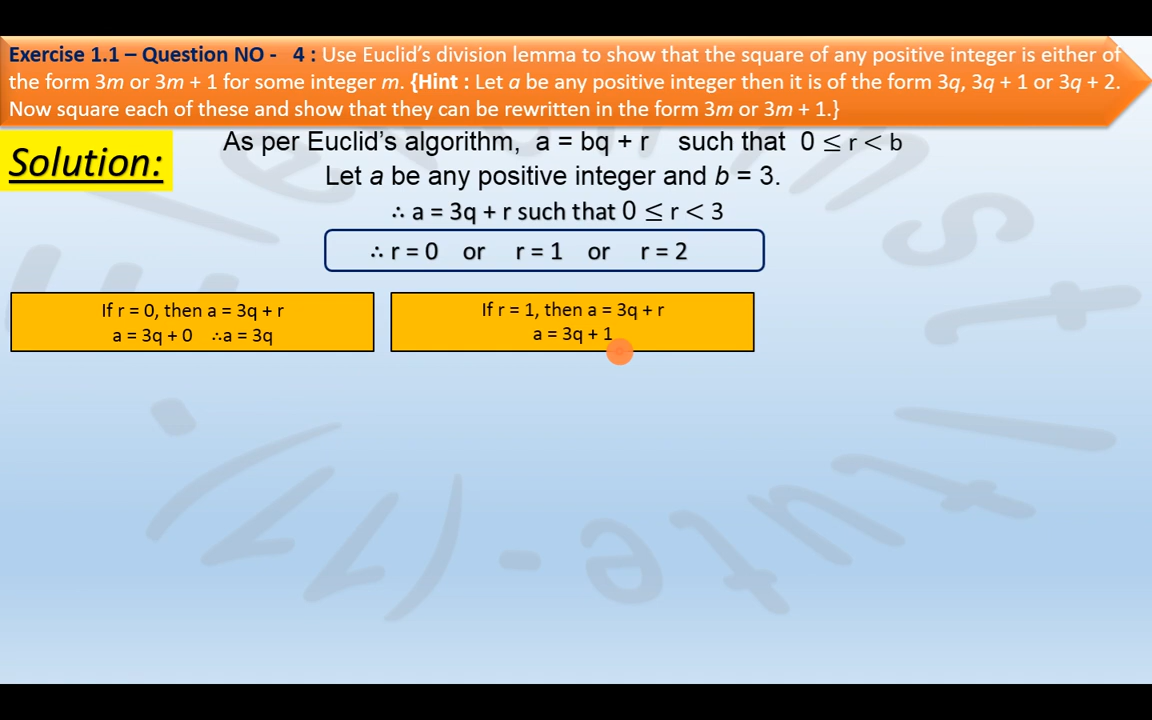 Exercise 1.1 – Question NO - 4 : Use Euclid's division lemma to show that the square of any positive integer is either of
the form 3m or 3m + 1 for some integer m. {Hint : Let a be any positive integer then it is of the form 3q, 3q + 1 or 3q + 2.
Now square each of these and show that they can be rewritten in the form 3m or 3m + 1.}
Solution:
As per Euclid's algorithm, a = bq + r such that 0 ≤ r < b
Let a be any positive integer and b = 3.
∴ a = 3q + r such that 0 ≤ r < 3
∴ r = 0 or r = 1 or r = 2
If r = 0, then a = 3q + r
a = 3q + 0 ∴a = 3q
If r = 1, then a = 3q + r
a = 3q + 1